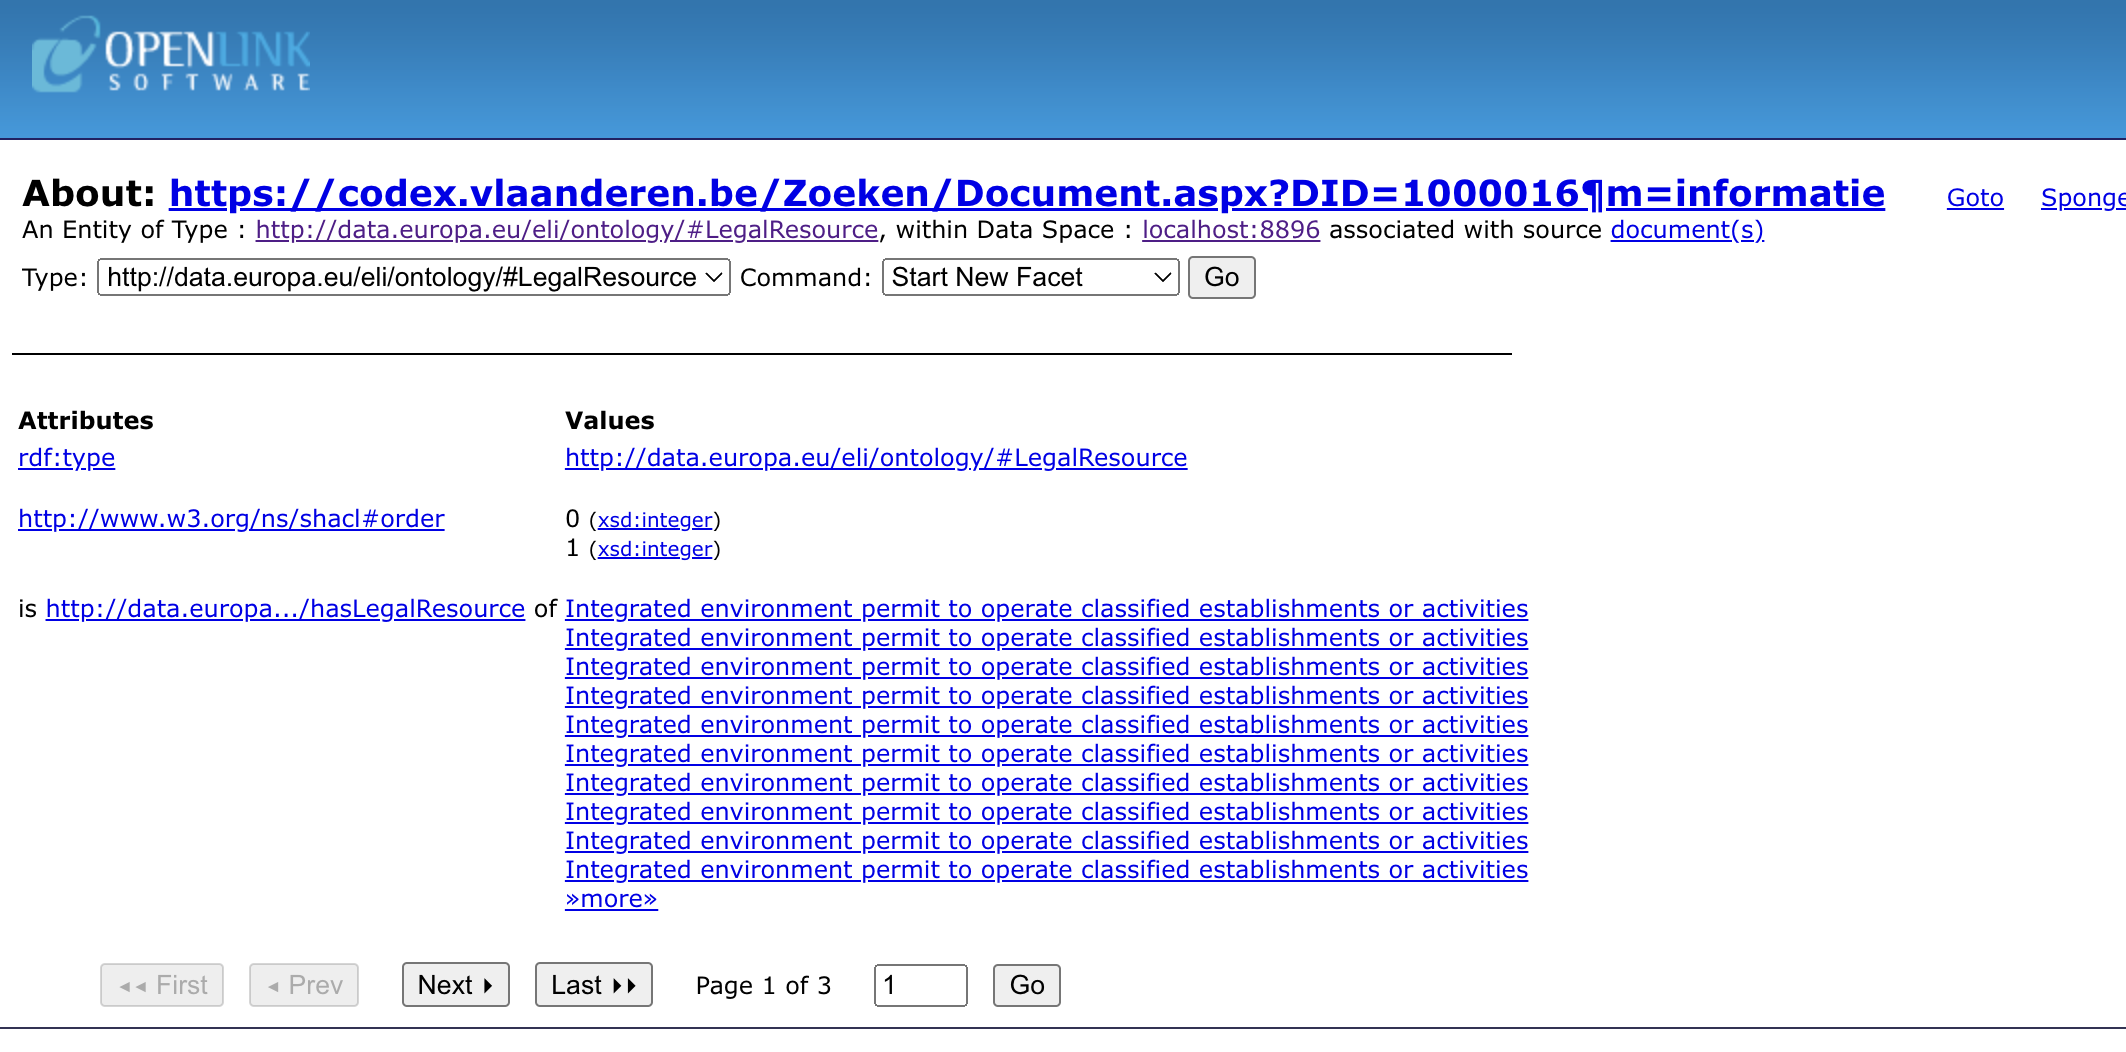 OPENLINK
SOFTWARE
About: https://codex.vlaanderen.be/Zoeken/Document.aspx?DID=1000016¶m=informatie Goto Sponge
An Entity of Type : http://data.europa.eu/eli/ontology/#LegalResource, within Data Space : localhost:8896 associated with source document(s)
Type: http://data.europa.eu/eli/ontology/#LegalResource Command: Start New Facet Go
Attributes Values
rdf:type http://data.europa.eu/eli/ontology/#LegalResource
http://www.w3.org/ns/shacl#order 0 (xsd:integer)
1 (xsd:integer)
is http://data.europa.../hasLegalResource of Integrated environment permit to operate classified establishments or activities
Integrated environment permit to operate classified establishments or activities
Integrated environment permit to operate classified establishments or activities
Integrated environment permit to operate classified establishments or activities
Integrated environment permit to operate classified establishments or activities
Integrated environment permit to operate classified establishments or activities
Integrated environment permit to operate classified establishments or activities
Integrated environment permit to operate classified establishments or activities
Integrated environment permit to operate classified establishments or activities
Integrated environment permit to operate classified establishments or activities
»more»
First Prev Next Last Page 1 of 3 1 Go